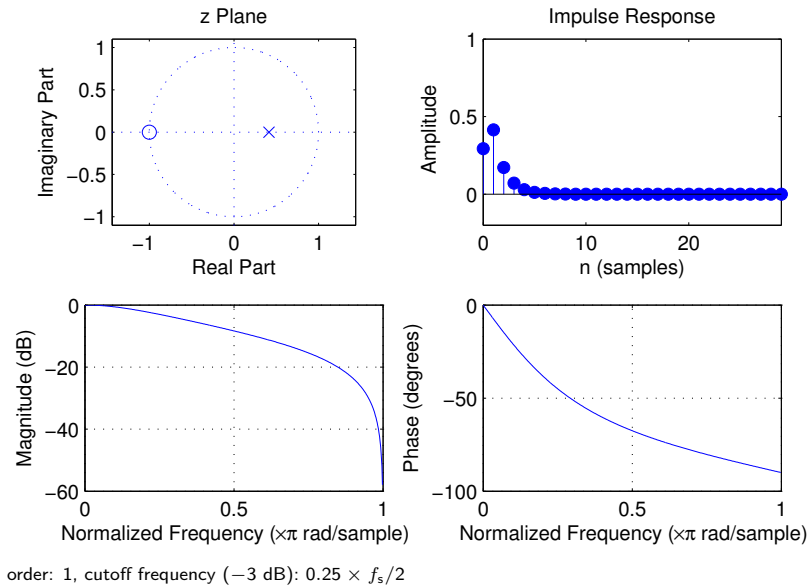 z Plane
Imaginary Part
1
0.5
0
−0.5
−1
−1 0 1
Real Part
Impulse Response
Amplitude
1
0.5
0
0 10 20
n (samples)
Magnitude (dB)
0
−20
−40
−60
0 0.5 1
Normalized Frequency (×π rad/sample)
Phase (degrees)
0
−50
−100
0 0.5 1
Normalized Frequency (×π rad/sample)
order: 1, cutoff frequency (−3 dB): 0.25 × fs/2